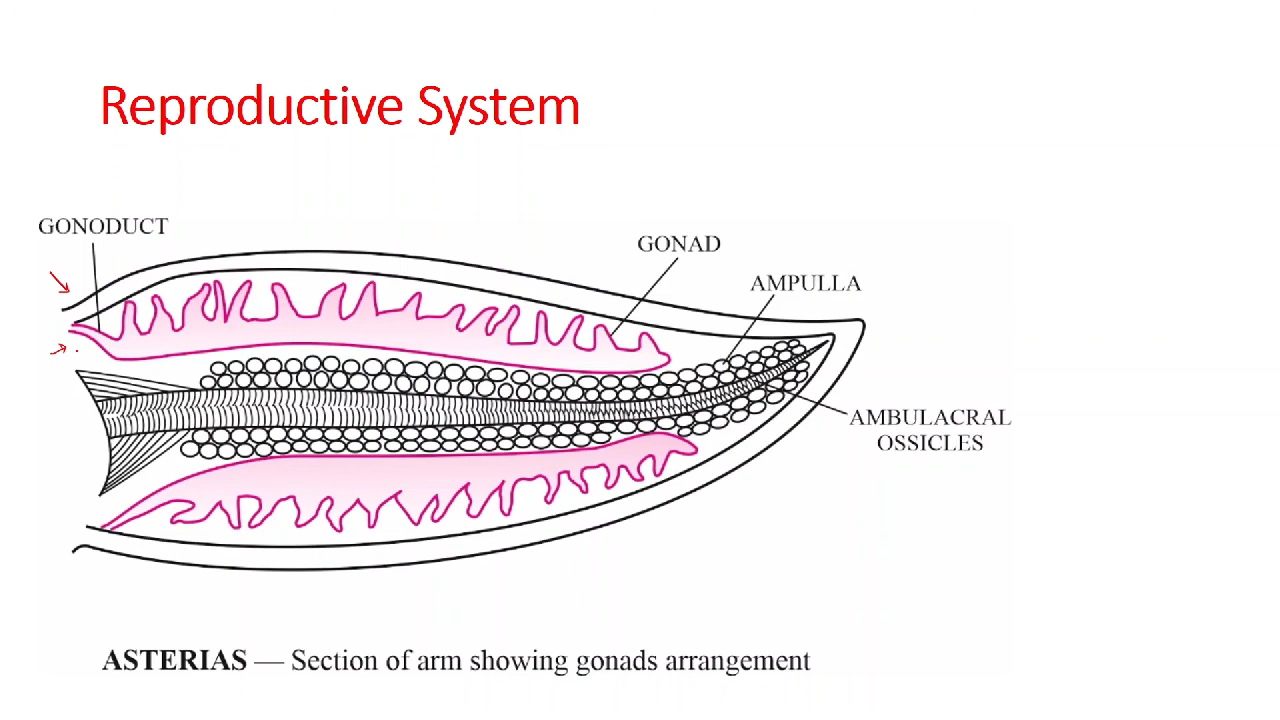 Reproductive System
GONODUCT
GONAD
AMPULLA
AMBULACRAL
OSSICLES
ASTERIAS — Section of arm showing gonads arrangement